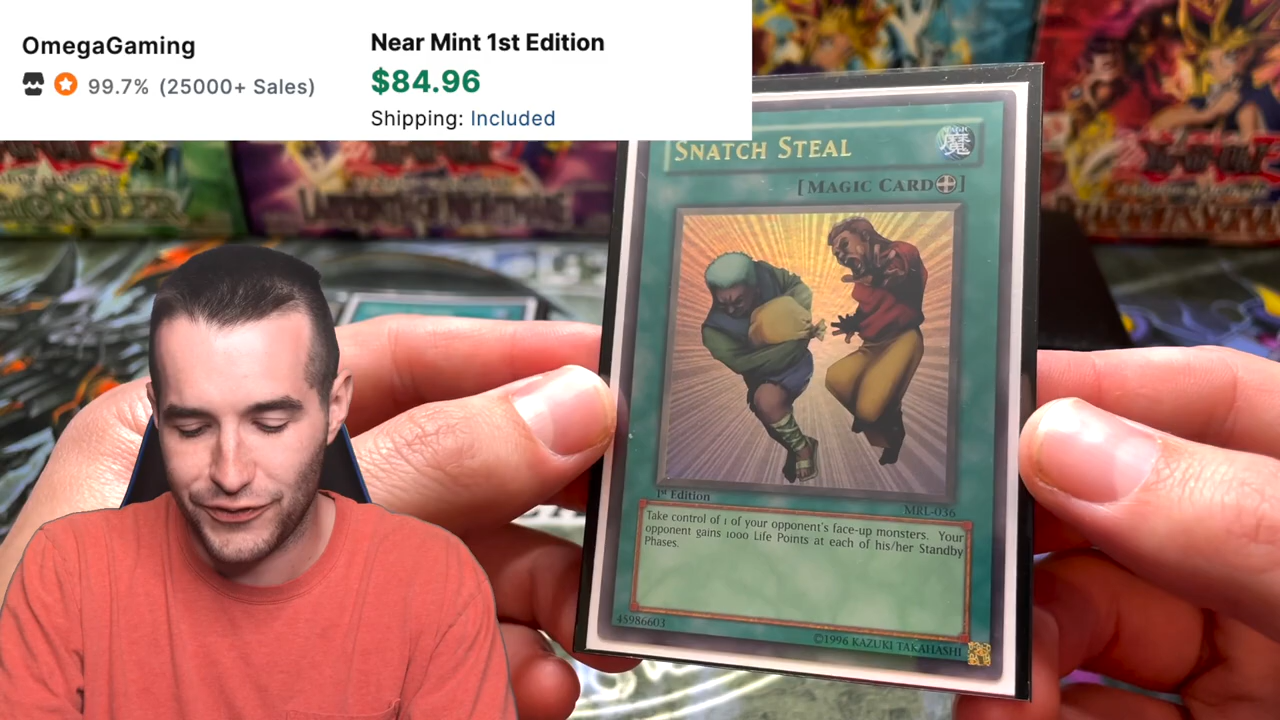 OmegaGaming
99.7% (25000+ Sales)
Near Mint 1st Edition
$84.96
Shipping: Included
SNATCH STEAL
MAGIC
魔
[MAGIC CARD]
1st Edition
MRL-036
Take control of 1 of your opponent's face-up monsters. Your
opponent gains 1000 Life Points at each of his/her Standby
Phases.
45986603
©1996 KAZUKI TAKAHASHI